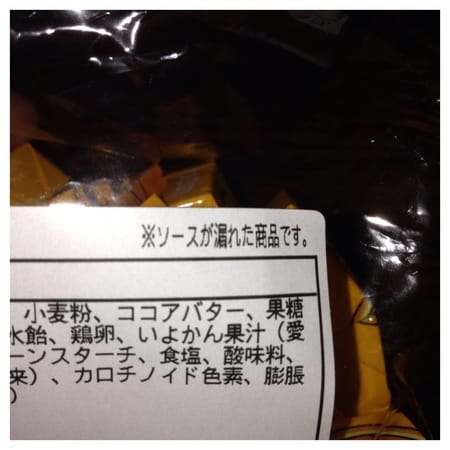 ※ソースが漏れた商品です。
、小麦粉、ココアバター、果糖
水飴、鶏卵、いよかん果汁（愛
ーンスターチ、食塩、酸味料、
来）、カロチノイド色素、膨脹
）